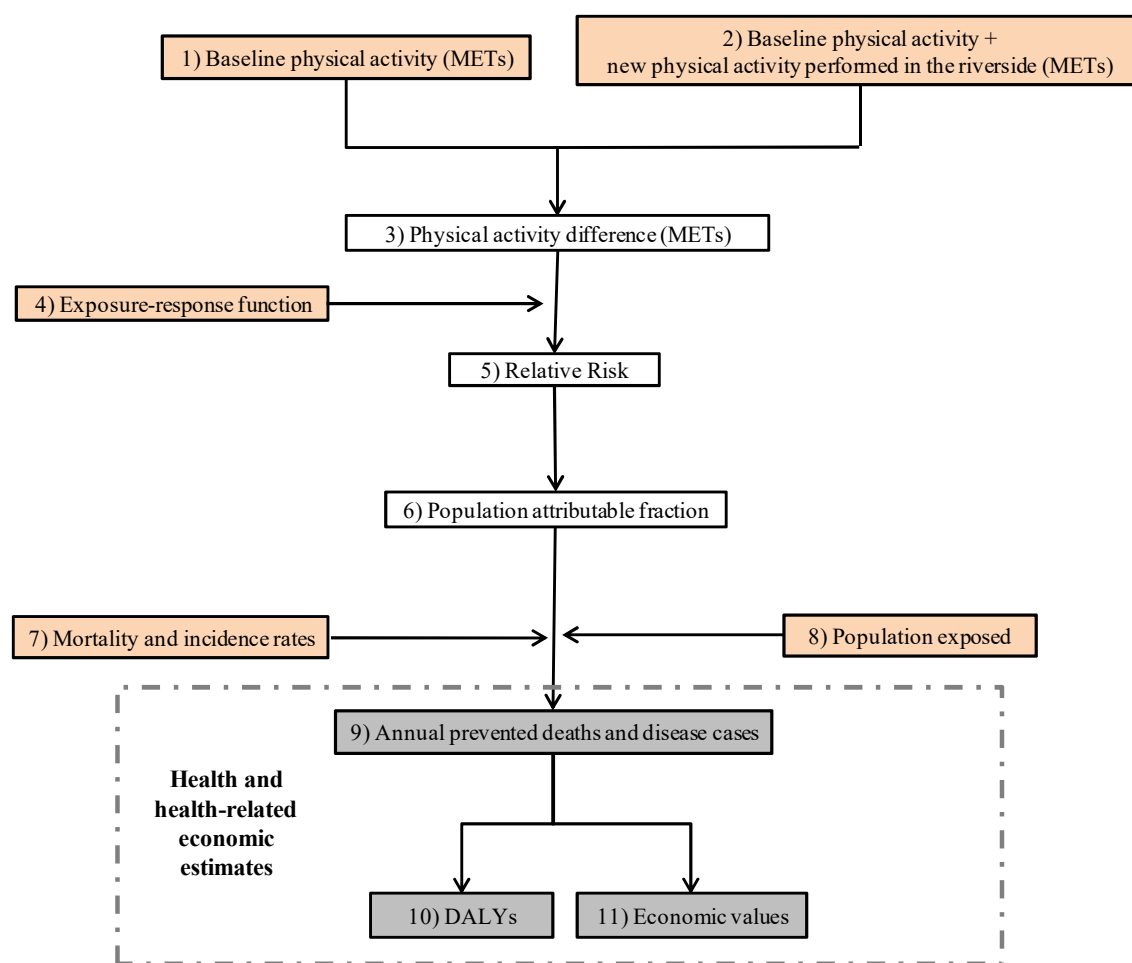 1) Baseline physical activity (METs)
2) Baseline physical activity +
new physical activity performed in the riverside (METs)
3) Physical activity difference (METs)
4) Exposure-response function
5) Relative Risk
6) Population attributable fraction
7) Mortality and incidence rates
8) Population exposed
9) Annual prevented deaths and disease cases
Health and
health-related
economic
estimates
10) DALYs
11) Economic values